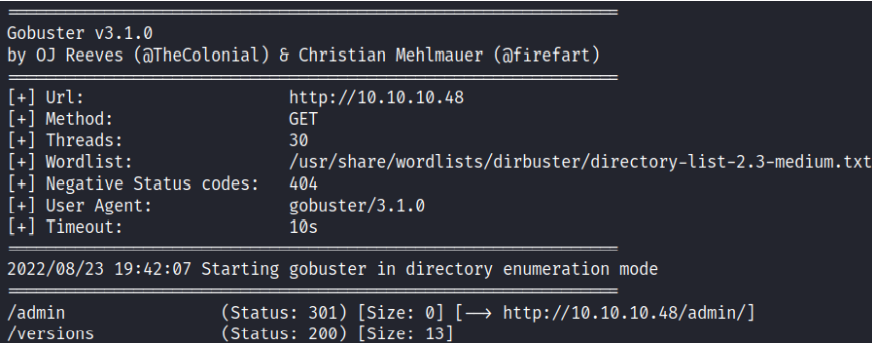 Gobuster v3.1.0
by OJ Reeves (@TheColonial) & Christian Mehlmauer (@firefart)
[+] Url:                     http://10.10.10.48
[+] Method:                  GET
[+] Threads:                 30
[+] Wordlist:                /usr/share/wordlists/dirbuster/directory-list-2.3-medium.txt
[+] Negative Status codes:   404
[+] User Agent:              gobuster/3.1.0
[+] Timeout:                 10s
2022/08/23 19:42:07 Starting gobuster in directory enumeration mode
/admin                (Status: 301) [Size: 0] [--> http://10.10.10.48/admin/]
/versions             (Status: 200) [Size: 13]